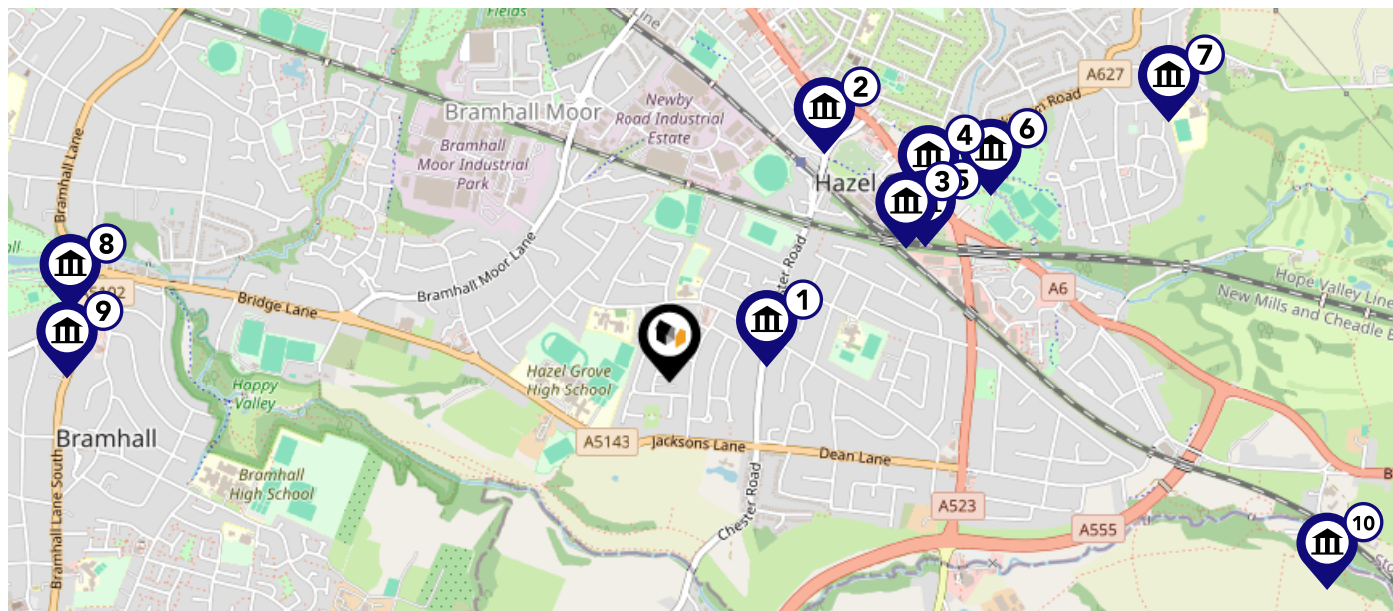 Fields
Bramhall Lane
Bramhall Moor
Bramhall
Moor Industrial
Park
Newby
Road Industrial
Estate
2
A627
7
Road
4
6
Hazel
3
5
8
9
Bridge Lane
Bramhall Moor Lane
1
A6
Hope Valley Line
New Mills and Cheadle
Hazel Grove
High School
Happy
Valley
A5143
Jacksons Lane
Dean Lane
Bramhall
Bramhall
High School
Bramhall Lane South
Chester Road
A523
A555
10